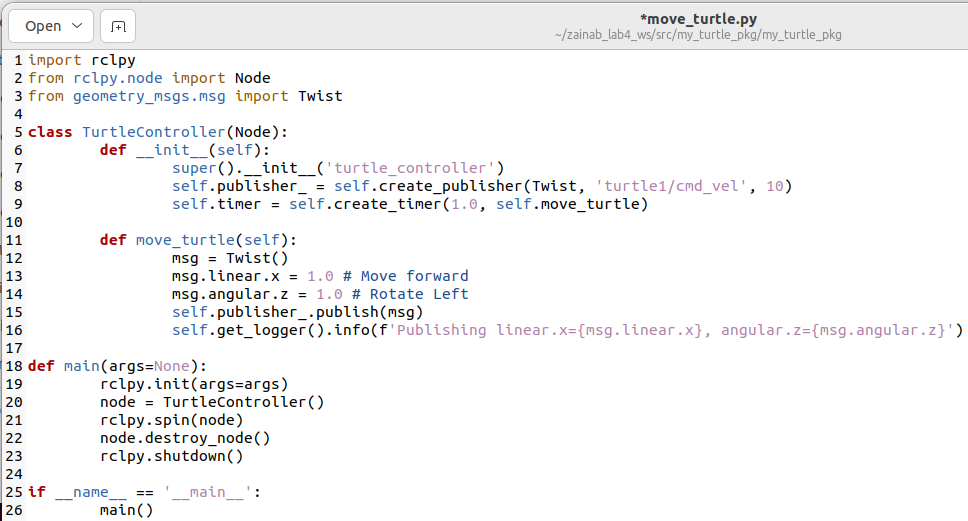 Open
*move_turtle.py
~/zainab_lab4_ws/src/my_turtle_pkg/my_turtle_pkg
1 import rclpy
2 from rclpy.node import Node
3 from geometry_msgs.msg import Twist
4
5 class TurtleController(Node):
6         def __init__(self):
7                 super().__init__('turtle_controller')
8                 self.publisher_ = self.create_publisher(Twist, 'turtle1/cmd_vel', 10)
9                 self.timer = self.create_timer(1.0, self.move_turtle)
10
11         def move_turtle(self):
12                 msg = Twist()
13                 msg.linear.x = 1.0 # Move forward
14                 msg.angular.z = 1.0 # Rotate Left
15                 self.publisher_.publish(msg)
16                 self.get_logger().info(f'Publishing linear.x={msg.linear.x}, angular.z={msg.angular.z}')
17
18 def main(args=None):
19         rclpy.init(args=args)
20         node = TurtleController()
21         rclpy.spin(node)
22         node.destroy_node()
23         rclpy.shutdown()
24
25 if __name__ == '__main__':
26         main()